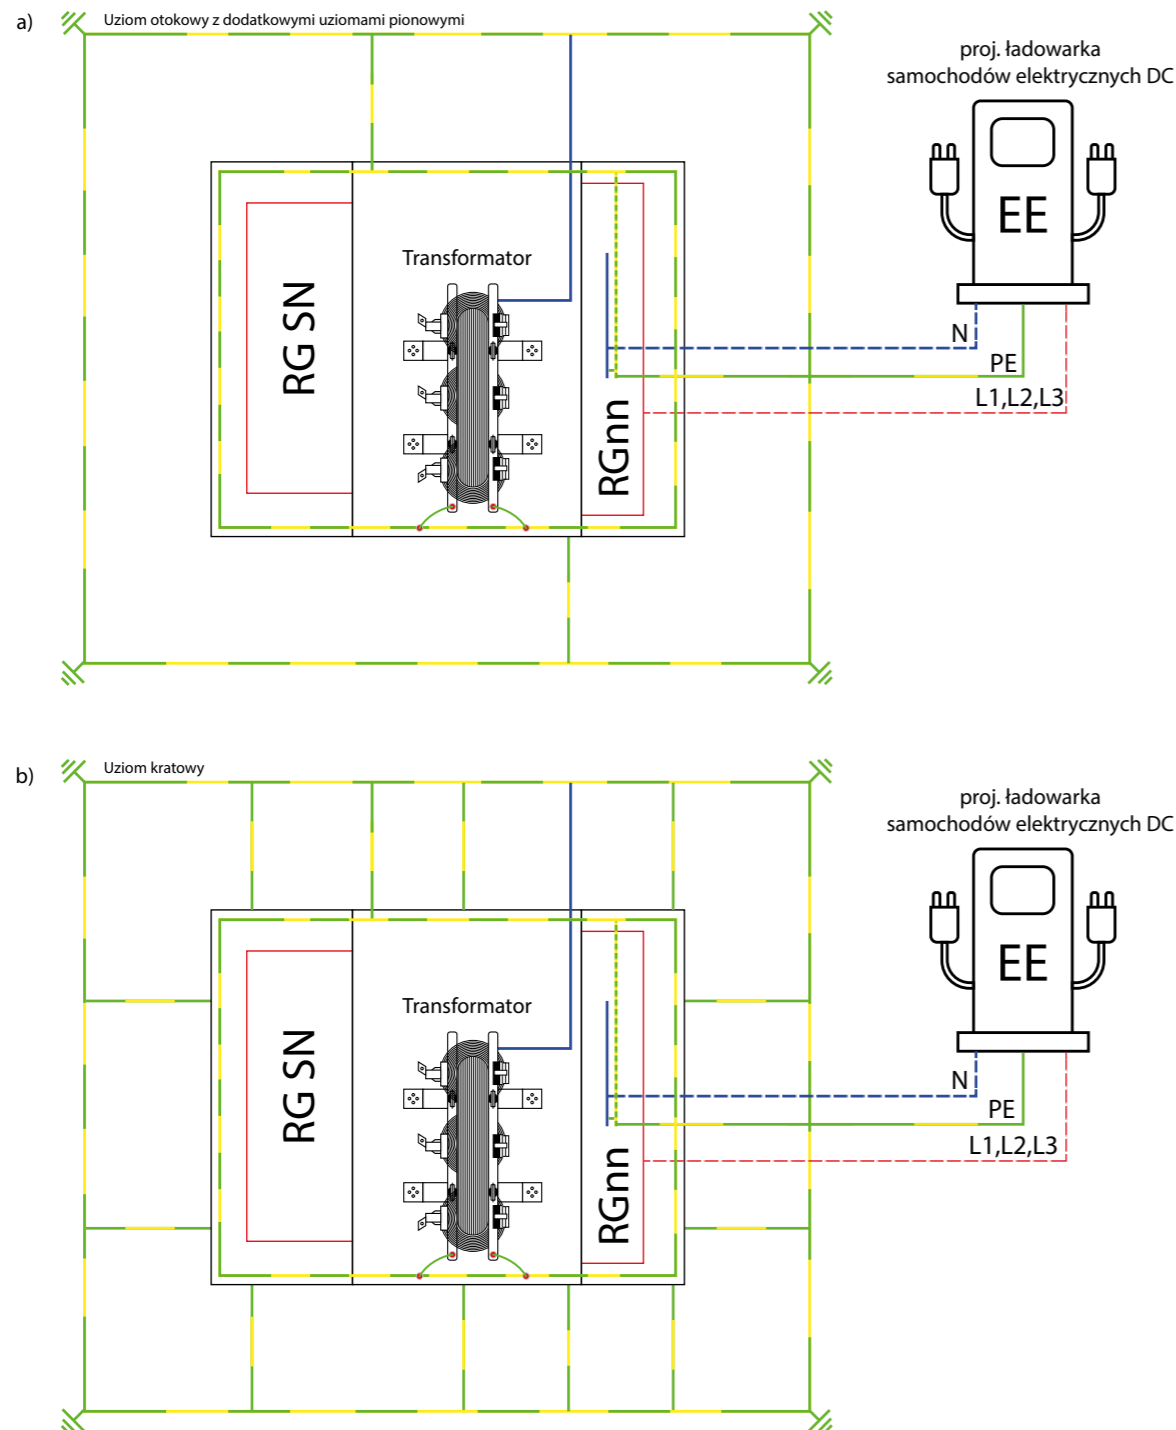 a)
Uziom otokowy z dodatkowymi uziomami pionowymi
proj. ładowarka
samochodów elektrycznych DC
EE
Transformator
RG SN
RGnn
N
PE
L1,L2,L3
b)
Uziom kratowy
proj. ładowarka
samochodów elektrycznych DC
EE
Transformator
RG SN
RGnn
N
PE
L1,L2,L3